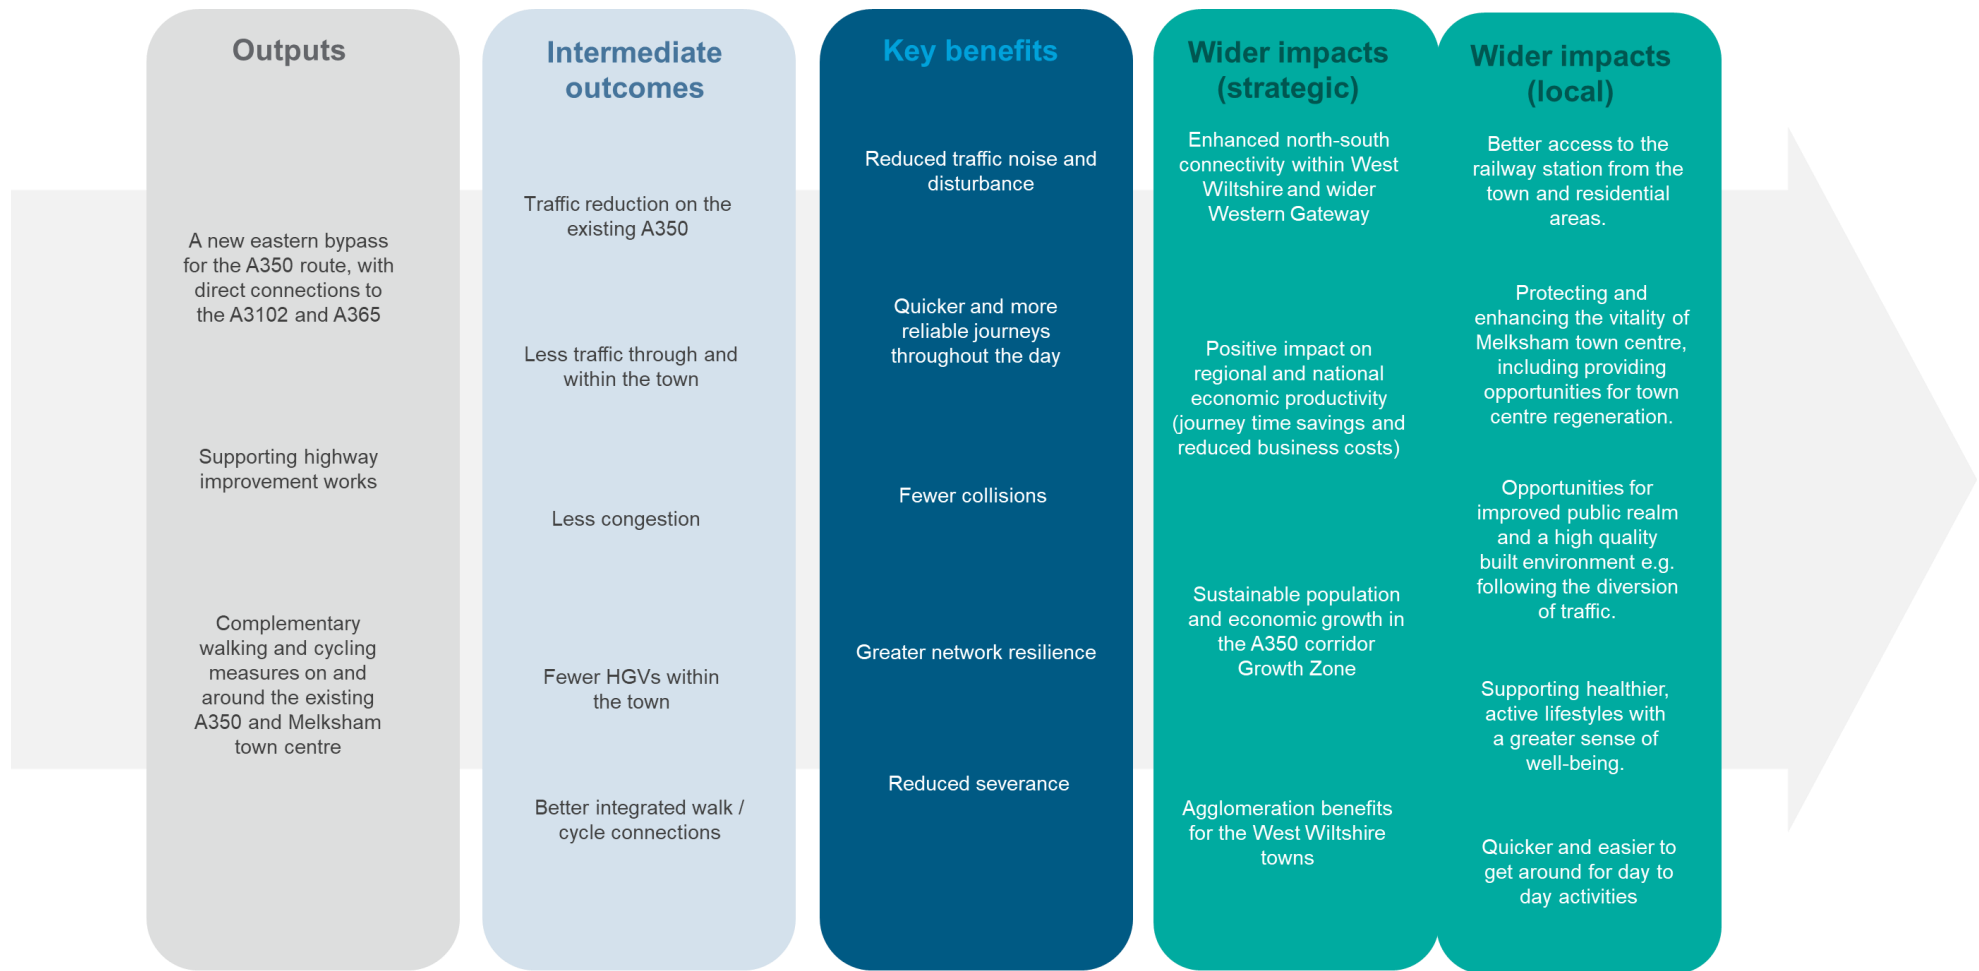 Outputs
A new eastern bypass
for the A350 route, with
direct connections to
the A3102 and A365
Supporting highway
improvement works
Complementary
walking and cycling
measures on and
around the existing
A350 and Melksham
town centre
Intermediate
outcomes
Traffic reduction on the
existing A350
Less traffic through and
within the town
Less congestion
Fewer HGVs within
the town
Better integrated walk /
cycle connections
Key benefits
Reduced traffic noise and
disturbance
Quicker and more
reliable journeys
throughout the day
Fewer collisions
Greater network resilience
Reduced severance
Wider impacts
(strategic)
Enhanced north-south
connectivity within West
Wiltshire and wider
Western Gateway
Positive impact on
regional and national
economic productivity
(journey time savings and
reduced business costs)
Sustainable population
and economic growth in
the A350 corridor
Growth Zone
Agglomeration benefits
for the West Wiltshire
towns
Wider impacts
(local)
Better access to the
railway station from the
town and residential
areas.
Protecting and
enhancing the vitality of
Melksham town centre,
including providing
opportunities for town
centre regeneration.
Opportunities for
improved public realm
and a high quality
built environment e.g.
following the diversion
of traffic.
Supporting healthier,
active lifestyles with
a greater sense of
well-being.
Quicker and easier to
get around for day to
day activities